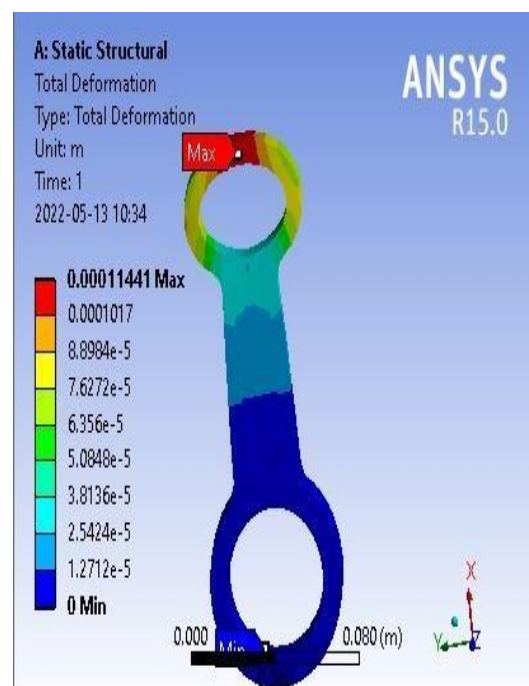 A: Static Structural
Total Deformation
Type: Total Deformation
Unit: m
Time: 1
2022-05-13 10:34
ANSYS
R15.0
Max
0.00011441 Max
0.0001017
8.8984e-5
7.6272e-5
6.356e-5
5.0848e-5
3.8136e-5
2.5424e-5
1.2712e-5
0 Min
Min
0.000
0.080 (m)
X
Y
Z